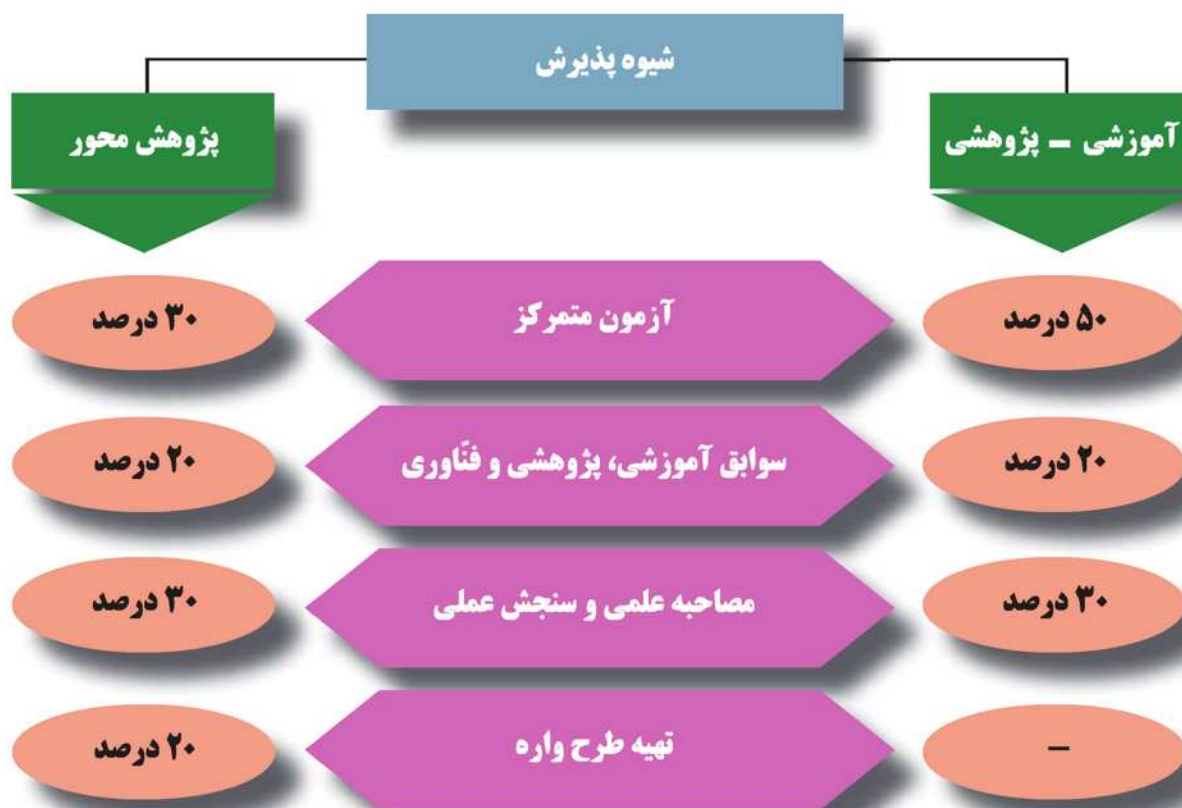 شیوه پذیرش
آموزشی – پژوهشی
پژوهش محور
۵۰ درصد
آزمون متمرکز
۳۰ درصد
۲۰ درصد
سوابق آموزشی، پژوهشی و فنّاوری
۲۰ درصد
۳۰ درصد
مصاحبه علمی و سنجش عملی
۳۰ درصد
–
تهیه طرح واره
۲۰ درصد